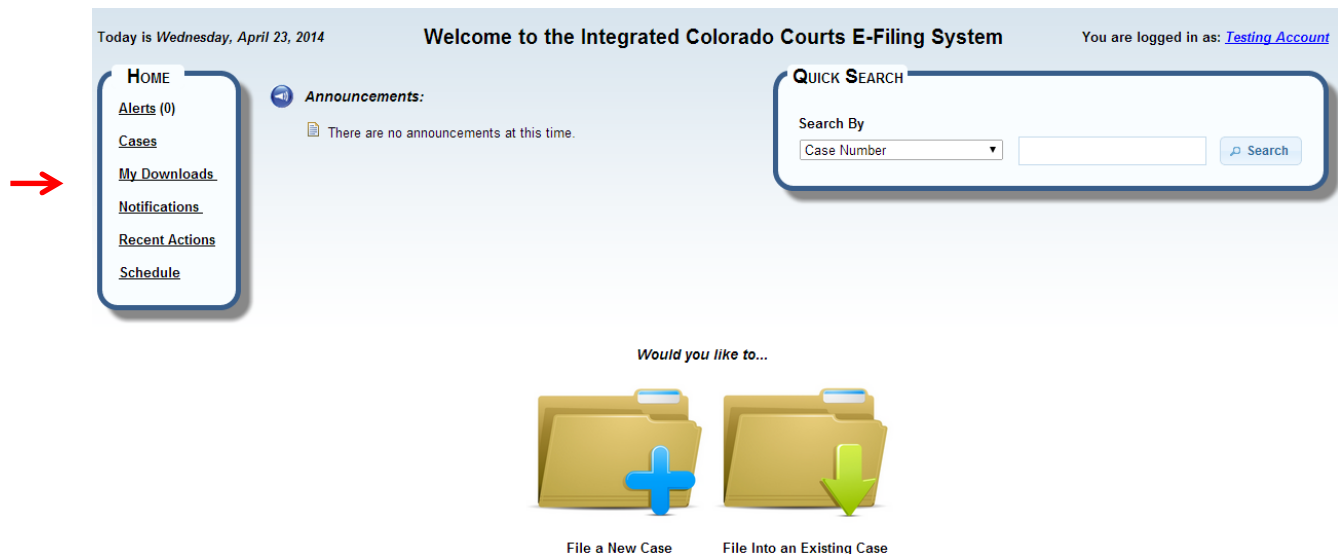 Today is Wednesday, April 23, 2014
Welcome to the Integrated Colorado Courts E-Filing System
You are logged in as: Testing Account
HOME
Alerts (0)
Cases
My Downloads
Notifications
Recent Actions
Schedule
Announcements:
There are no announcements at this time.
QUICK SEARCH
Search By
Case Number
Search
Would you like to...
File a New Case
File Into an Existing Case